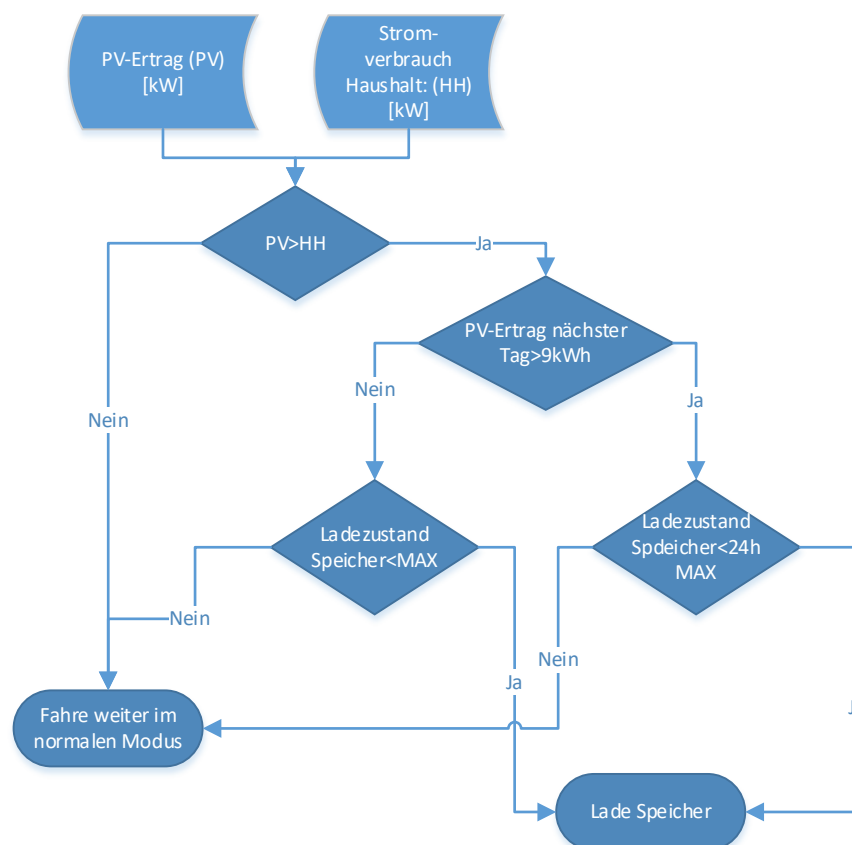 PV-Ertrag (PV)
[kW]
Strom-
verbrauch
Haushalt: (HH)
[kW]
PV>HH
Ja
PV-Ertrag nächster
Tag>9kWh
Nein
Nein
Ja
Ladezustand
Speicher<MAX
Ladezustand
Spdeicher<24h
MAX
Nein
Nein
Ja
Fahre weiter im
normalen Modus
Lade Speicher